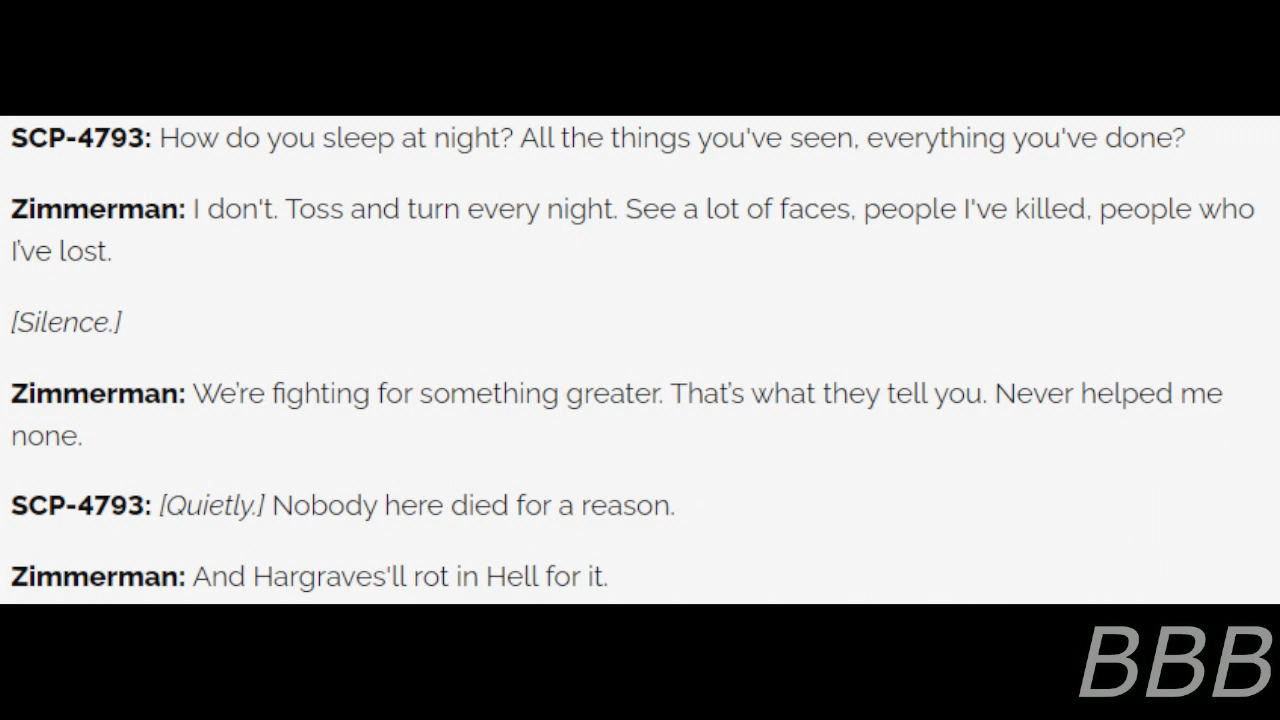 SCP-4793: How do you sleep at night? All the things you've seen, everything you've done?
Zimmerman: I don't. Toss and turn every night. See a lot of faces, people I've killed, people who
I’ve lost.
[Silence.]
Zimmerman: We’re fighting for something greater. That’s what they tell you. Never helped me
none.
SCP-4793: [Quietly.] Nobody here died for a reason.
Zimmerman: And Hargraves'll rot in Hell for it.
BBB